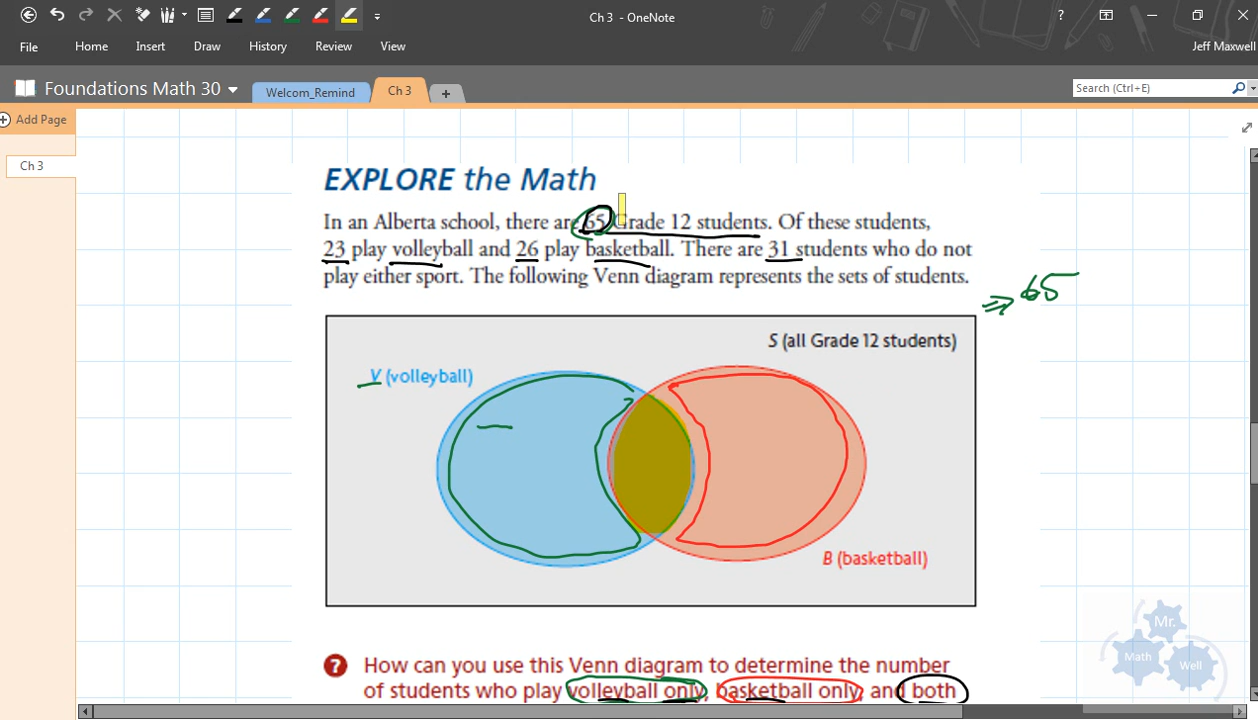 Ch 3 - OneNote
?
File Home Insert Draw History Review View
Jeff Maxwell
Foundations Math 30
Welcom_Remind
Ch 3
+
Search (Ctrl+E)
Add Page
Ch 3
EXPLORE the Math
In an Alberta school, there are 65 Grade 12 students. Of these students,
23 play volleyball and 26 play basketball. There are 31 students who do not
play either sport. The following Venn diagram represents the sets of students.
⇒ 65
S (all Grade 12 students)
V (volleyball)
B (basketball)
Mr.
Math
Well
? How can you use this Venn diagram to determine the number
of students who play volleyball only, basketball only, and both